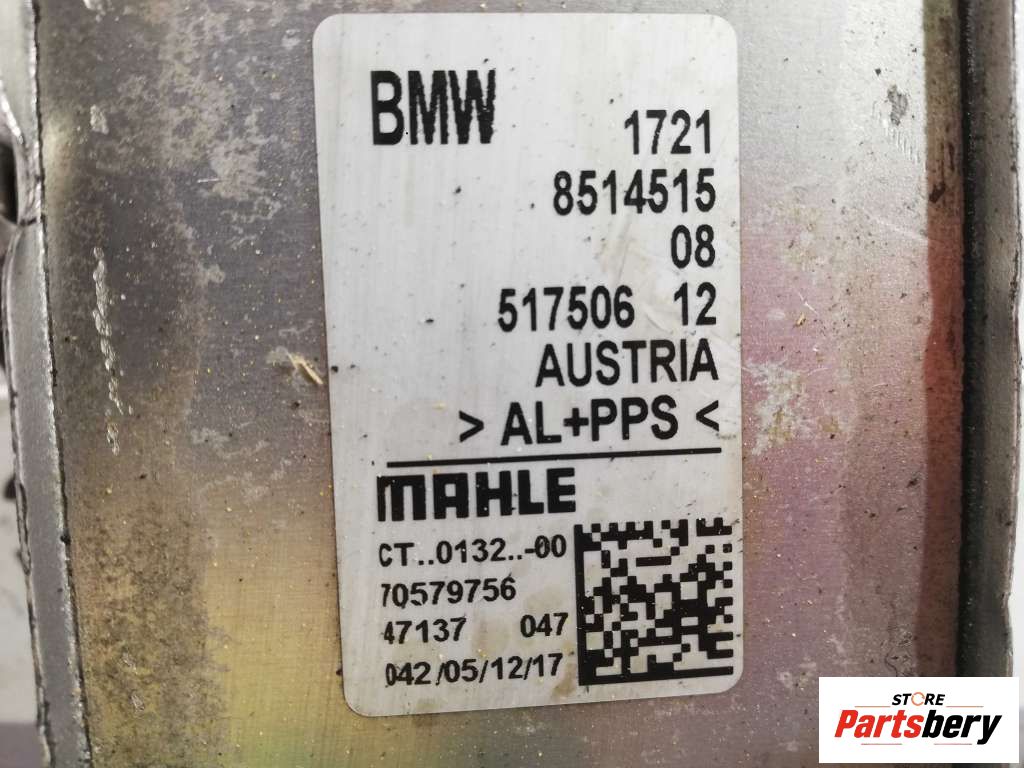 BMW
1721
8514515
08
517506 12
AUSTRIA
> AL+PPS <
MAHLE
CT..0132..-00
70579756
47137 047
042/05/12/17
STORE
Partsbery